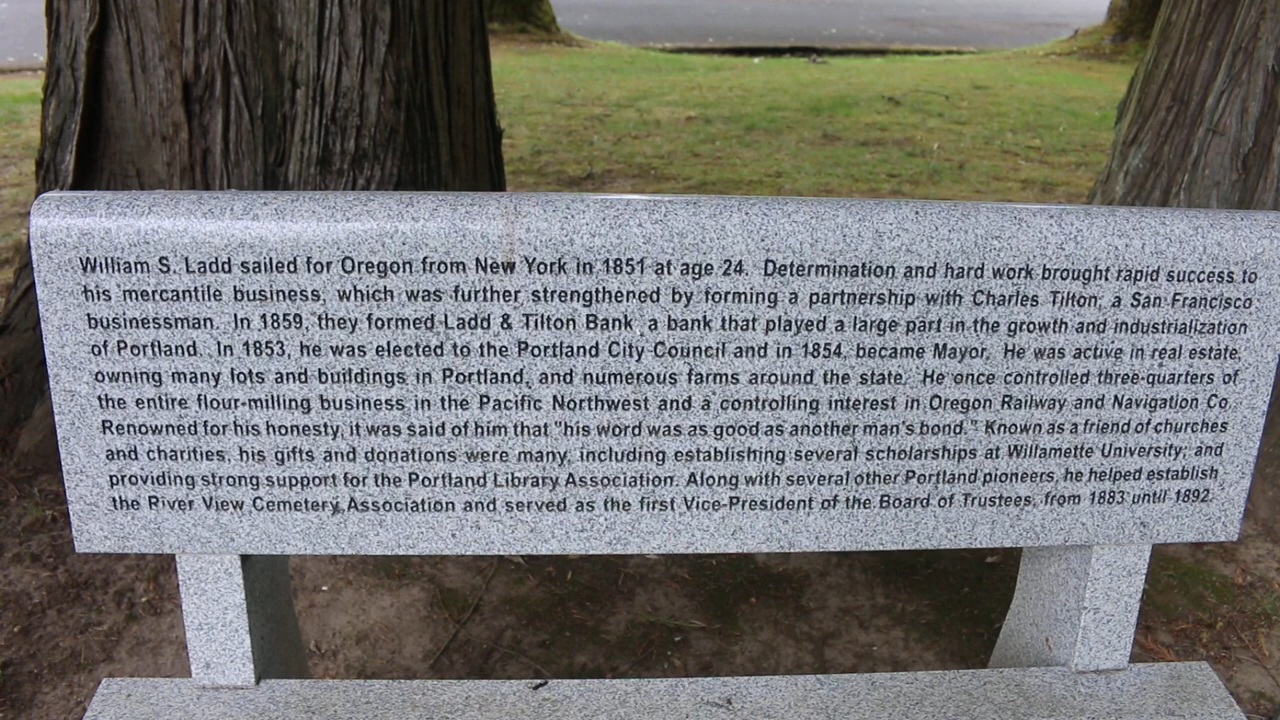 William S. Ladd sailed for Oregon from New York in 1851 at age 24. Determination and hard work brought rapid success to
his mercantile business, which was further strengthened by forming a partnership with Charles Tilton, a San Francisco
businessman. In 1859, they formed Ladd & Tilton Bank, a bank that played a large part in the growth and industrialization
of Portland. In 1853, he was elected to the Portland City Council and in 1854, became Mayor. He was active in real estate,
owning many lots and buildings in Portland, and numerous farms around the state. He once controlled three-quarters of
the entire flour-milling business in the Pacific Northwest and a controlling interest in Oregon Railway and Navigation Co.
Renowned for his honesty, it was said of him that "his word was as good as another man's bond." Known as a friend of churches
and charities, his gifts and donations were many, including establishing several scholarships at Willamette University; and
providing strong support for the Portland Library Association. Along with several other Portland pioneers, he helped establish
the River View Cemetery Association and served as the first Vice-President of the Board of Trustees, from 1883 until 1892.